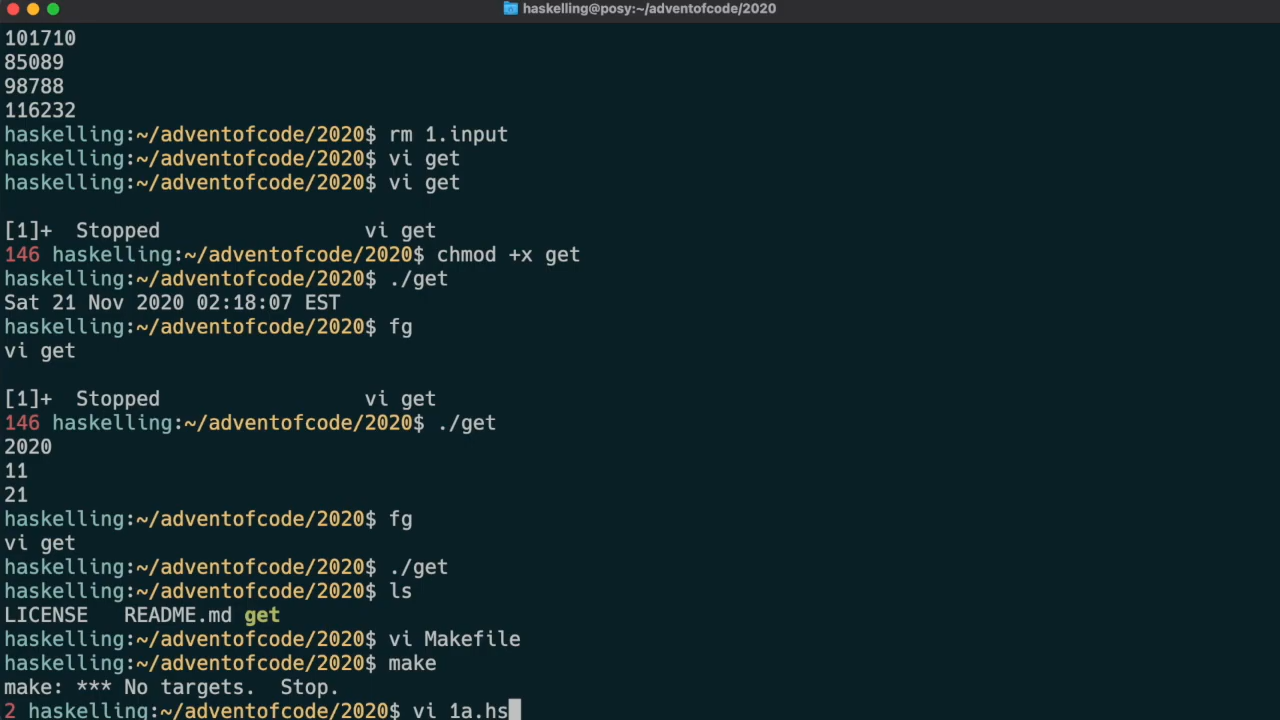 haskelling@posy:~/adventofcode/2020
101710
85089
98788
116232
haskelling:~/adventofcode/2020$ rm 1.input
haskelling:~/adventofcode/2020$ vi get
haskelling:~/adventofcode/2020$ vi get
[1]+  Stopped                 vi get
146 haskelling:~/adventofcode/2020$ chmod +x get
haskelling:~/adventofcode/2020$ ./get
Sat 21 Nov 2020 02:18:07 EST
haskelling:~/adventofcode/2020$ fg
vi get
[1]+  Stopped                 vi get
146 haskelling:~/adventofcode/2020$ ./get
2020
11
21
haskelling:~/adventofcode/2020$ fg
vi get
haskelling:~/adventofcode/2020$ ./get
haskelling:~/adventofcode/2020$ ls
LICENSE   README.md get
haskelling:~/adventofcode/2020$ vi Makefile
haskelling:~/adventofcode/2020$ make
make: *** No targets.  Stop.
2 haskelling:~/adventofcode/2020$ vi 1a.hs